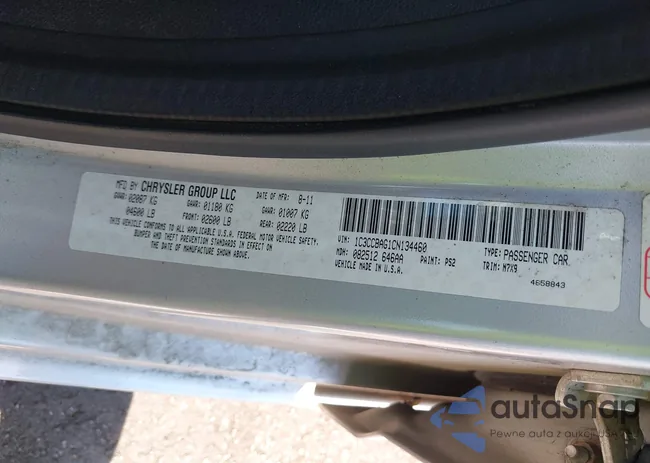 MFD BY CHRYSLER GROUP LLC DATE OF MFR 8-11
GVWR: 02087 KG GAWR: 01180 KG GAWR: 01007 KG
04600 LB FRONT: 02600 LB REAR: 02220 LB
THIS VEHICLE CONFORMS TO ALL APPLICABLE U.S.A. FEDERAL MOTOR VEHICLE SAFETY,
BUMPER AND THEFT PREVENTION STANDARDS IN EFFECT ON THE
DATE OF MANUFACTURE SHOWN ABOVE.
VIN: 1C3CCBAG1CN134460 TYPE: PASSENGER CAR
MDH: 082512 646AA PAINT: PS2 TRIM: M7X9
VEHICLE MADE IN U.S.A. 4658843
autoSnap
Pewne auta z aukcji USA